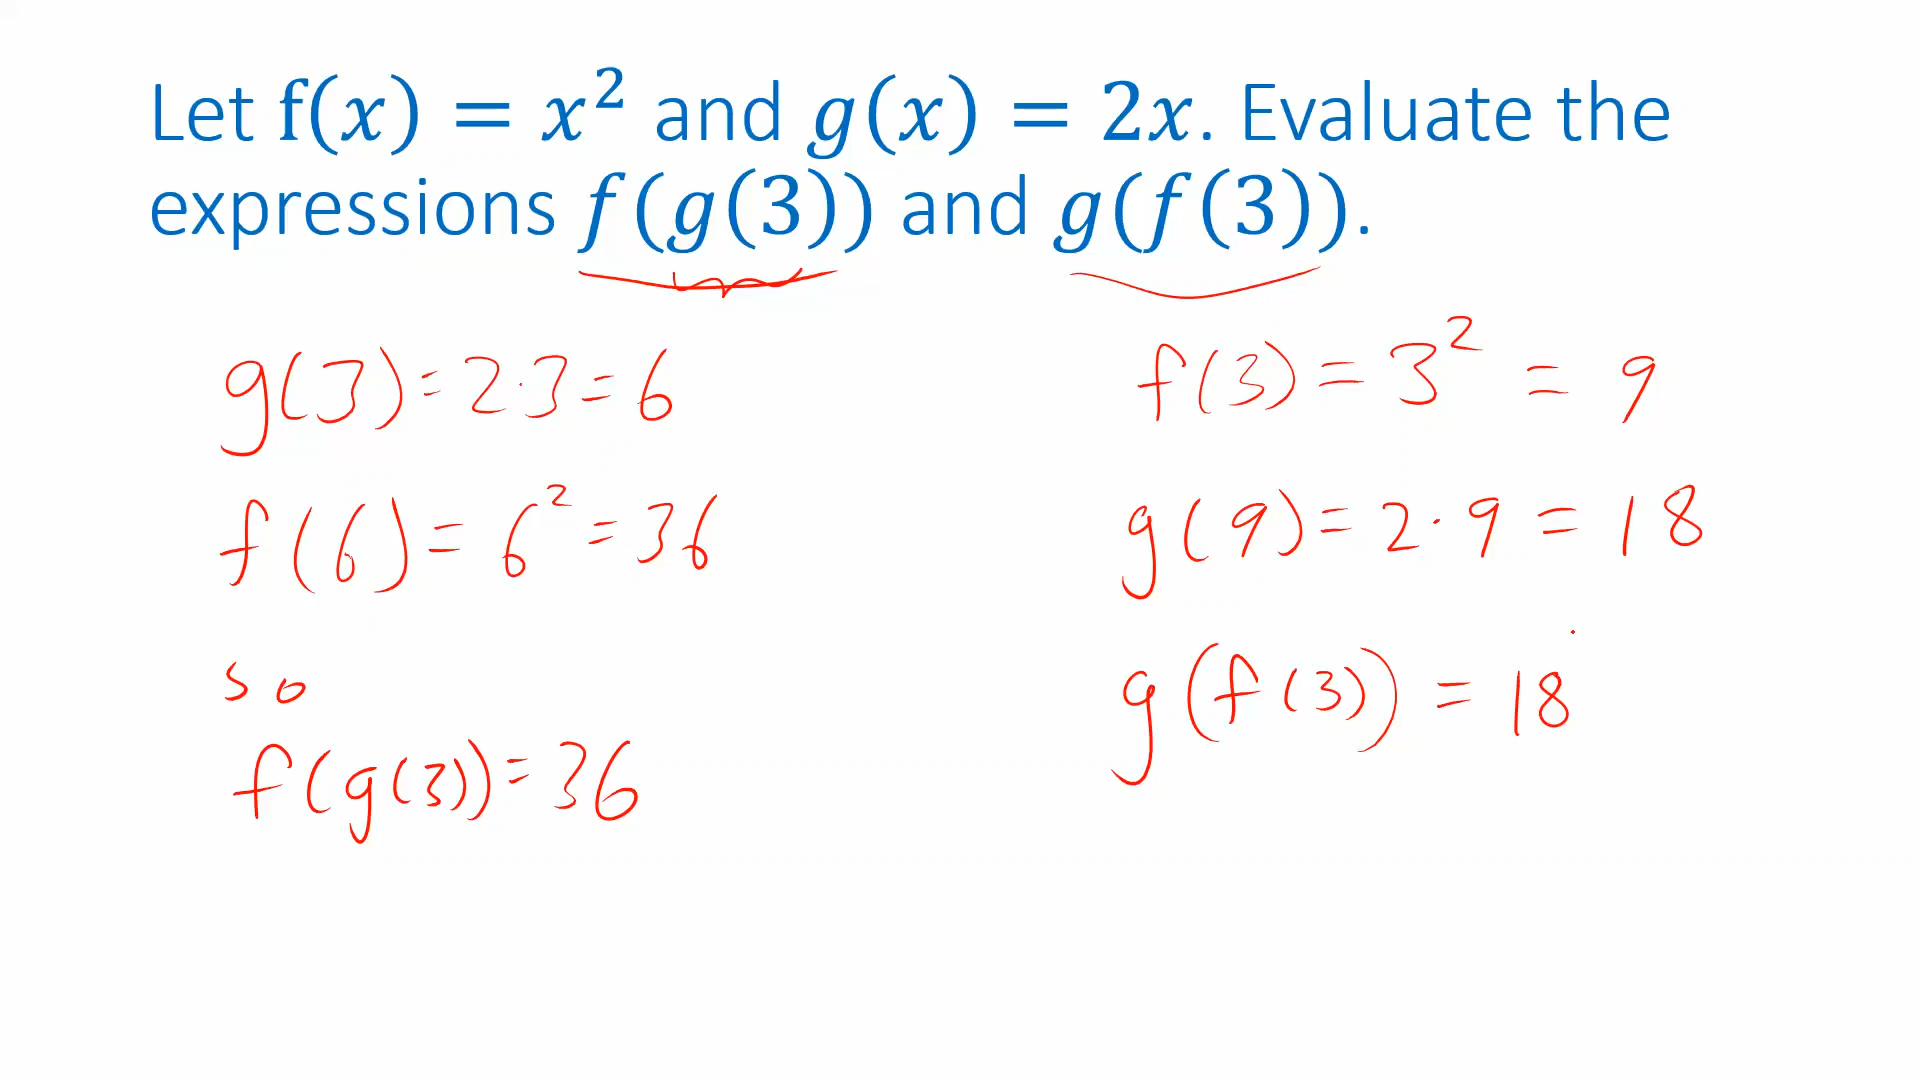 Let f(x) = x² and g(x) = 2x. Evaluate the
expressions f(g(3)) and g(f(3)).
g(3) = 2·3 = 6
f(6) = 6² = 36
so
f(g(3)) = 36
f(3) = 3² = 9
g(9) = 2·9 = 18
g(f(3)) = 18